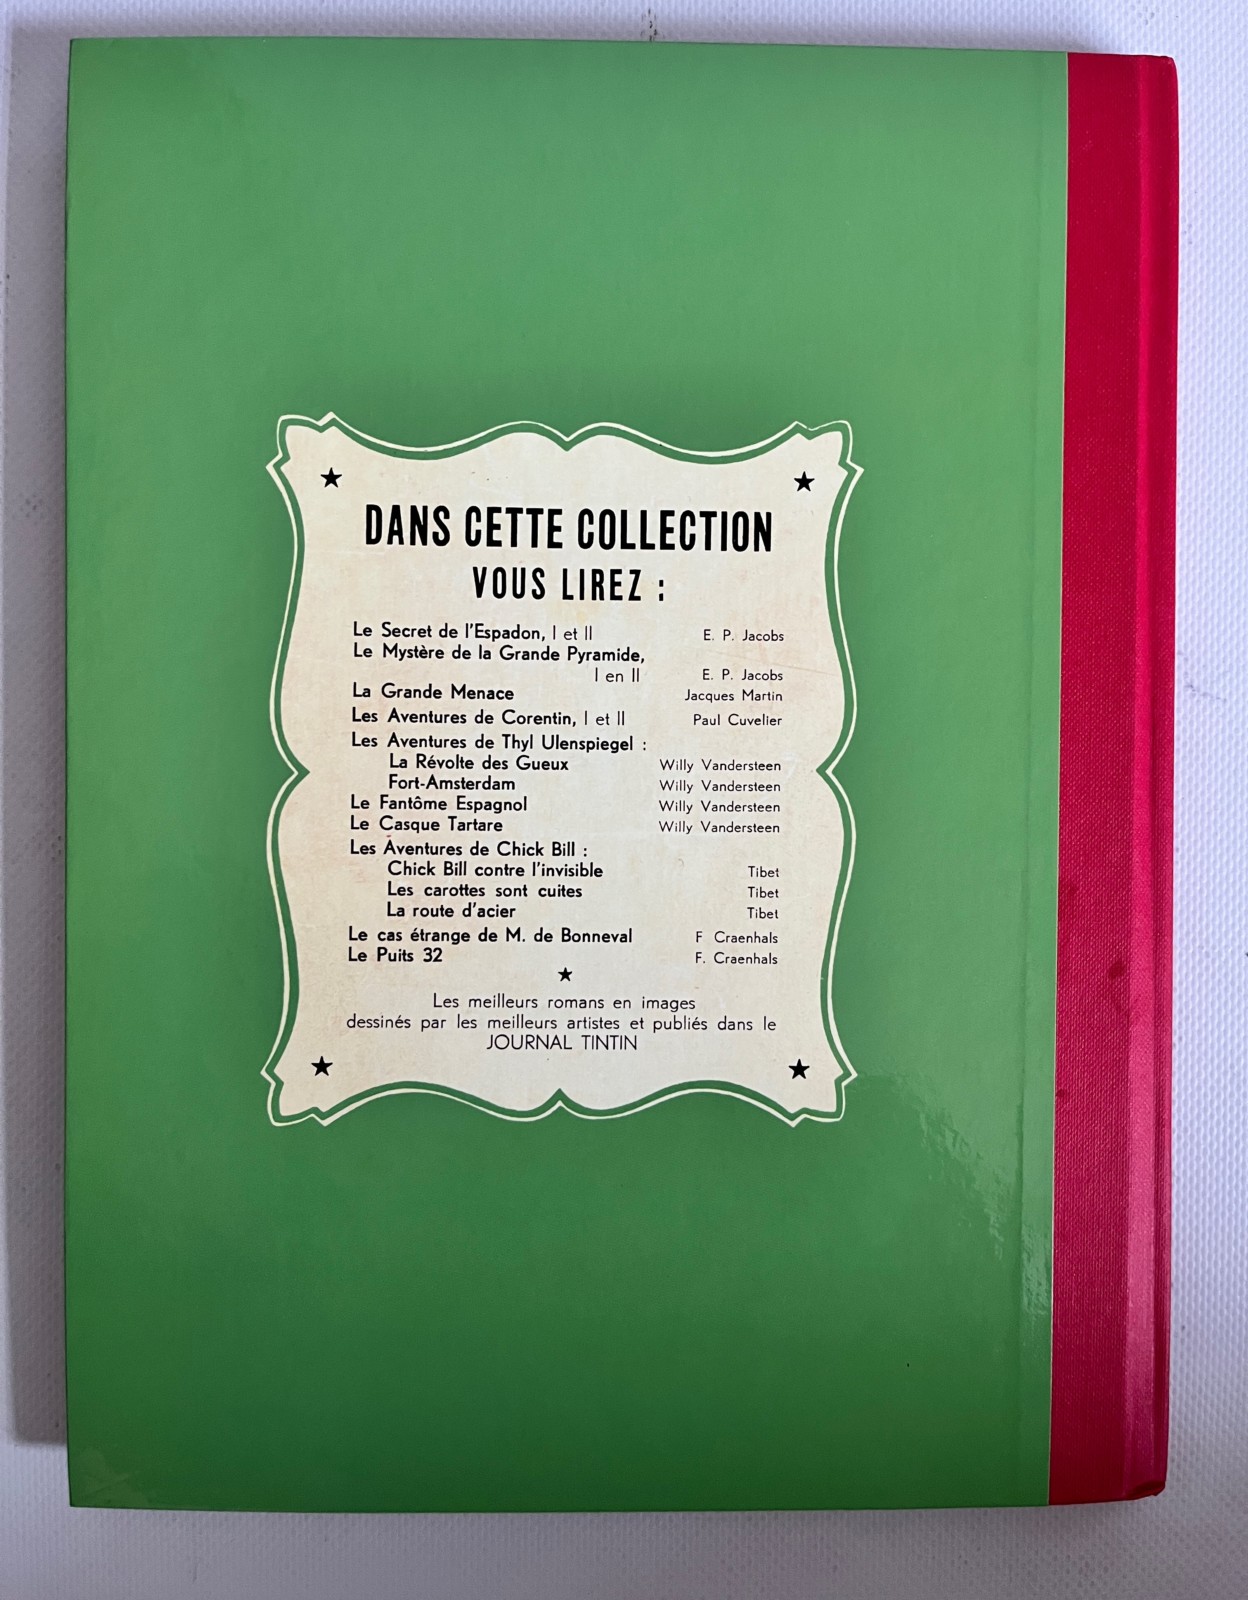 DANS CETTE COLLECTION
VOUS LIREZ :
Le Secret de l'Espadon, I et II E. P. Jacobs
Le Mystère de la Grande Pyramide,
I en II E. P. Jacobs
La Grande Menace Jacques Martin
Les Aventures de Corentin, I et II Paul Cuvelier
Les Aventures de Thyl Ulenspiegel :
La Révolte des Gueux Willy Vandersteen
Fort-Amsterdam Willy Vandersteen
Le Fantôme Espagnol Willy Vandersteen
Le Casque Tartare Willy Vandersteen
Les Aventures de Chick Bill :
Chick Bill contre l'invisible Tibet
Les carottes sont cuites Tibet
La route d'acier Tibet
Le cas étrange de M. de Bonneval F Craenhals
Le Puits 32 F. Craenhals
Les meilleurs romans en images
dessinés par les meilleurs artistes et publiés dans le
JOURNAL TINTIN